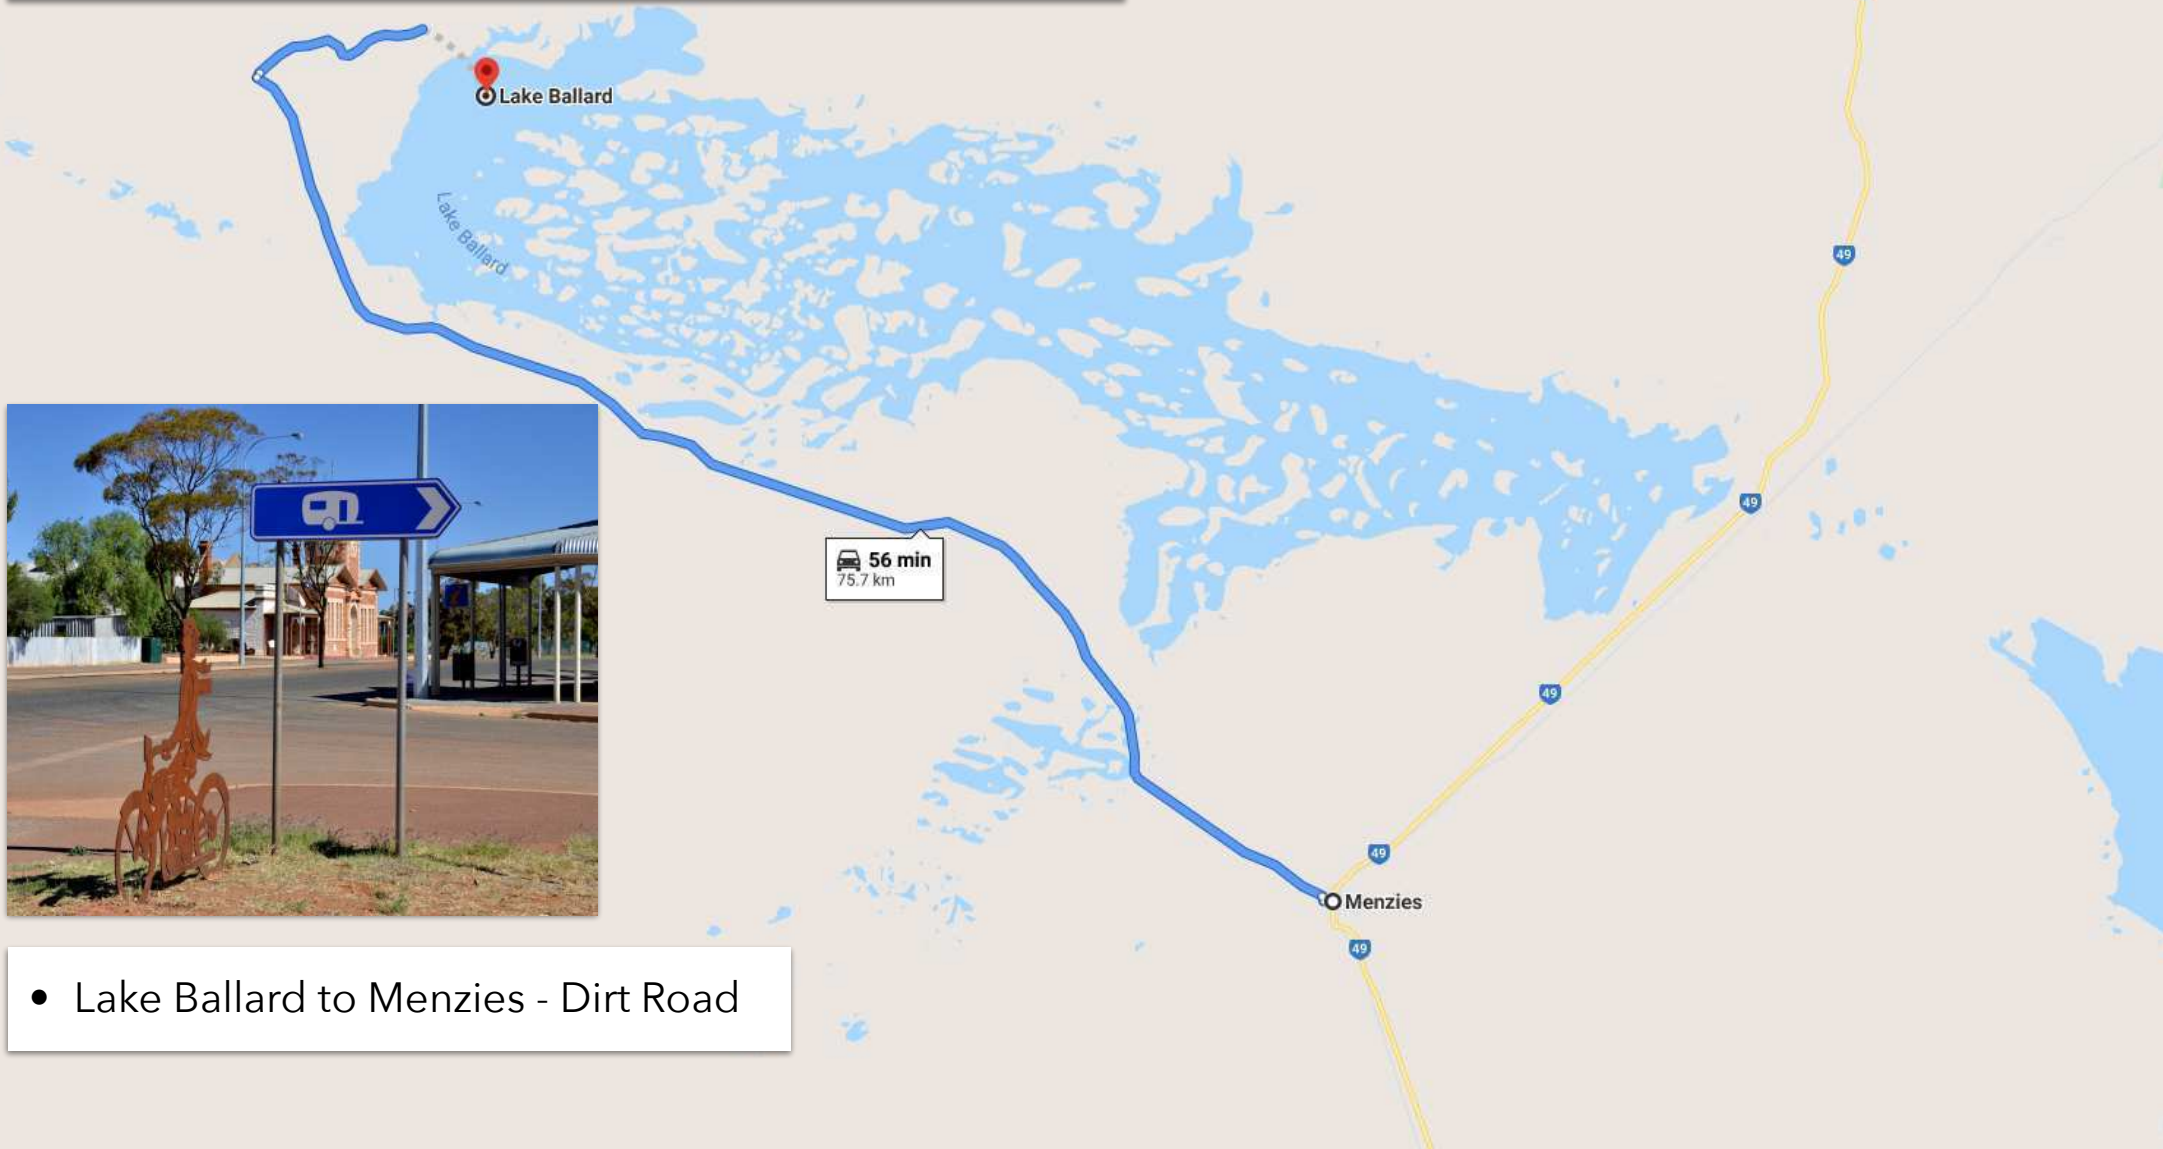 Lake Ballard
Lake Ballard
49
49
56 min
75.7 km
49
49
Menzies
49
• Lake Ballard to Menzies - Dirt Road